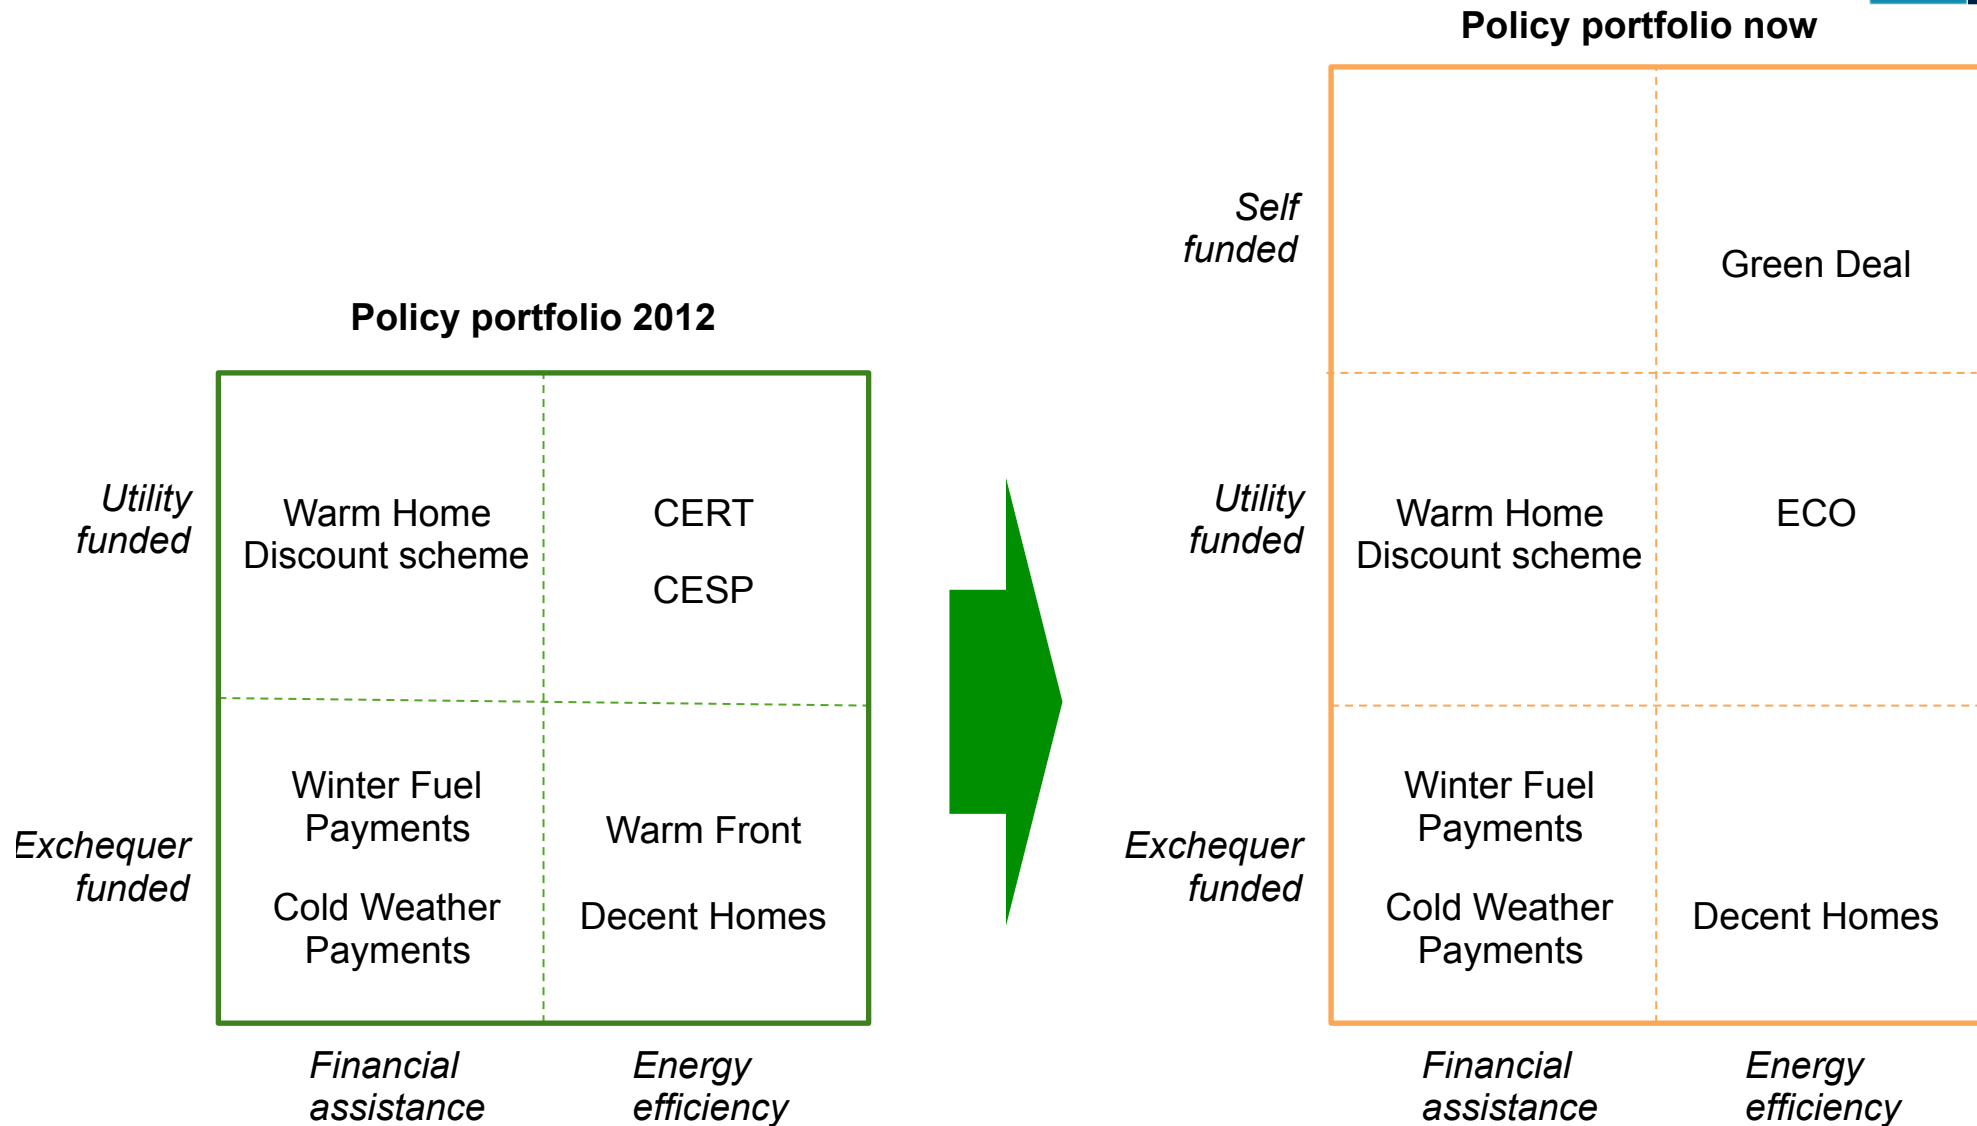 Policy portfolio now
Self
funded
Green Deal
Policy portfolio 2012
Utility
funded
Warm Home
Discount scheme
CERT
CESP
Utility
funded
Warm Home
Discount scheme
ECO
Exchequer
funded
Winter Fuel
Payments
Cold Weather
Payments
Warm Front
Decent Homes
Exchequer
funded
Winter Fuel
Payments
Cold Weather
Payments
Decent Homes
Financial
assistance
Energy
efficiency
Financial
assistance
Energy
efficiency